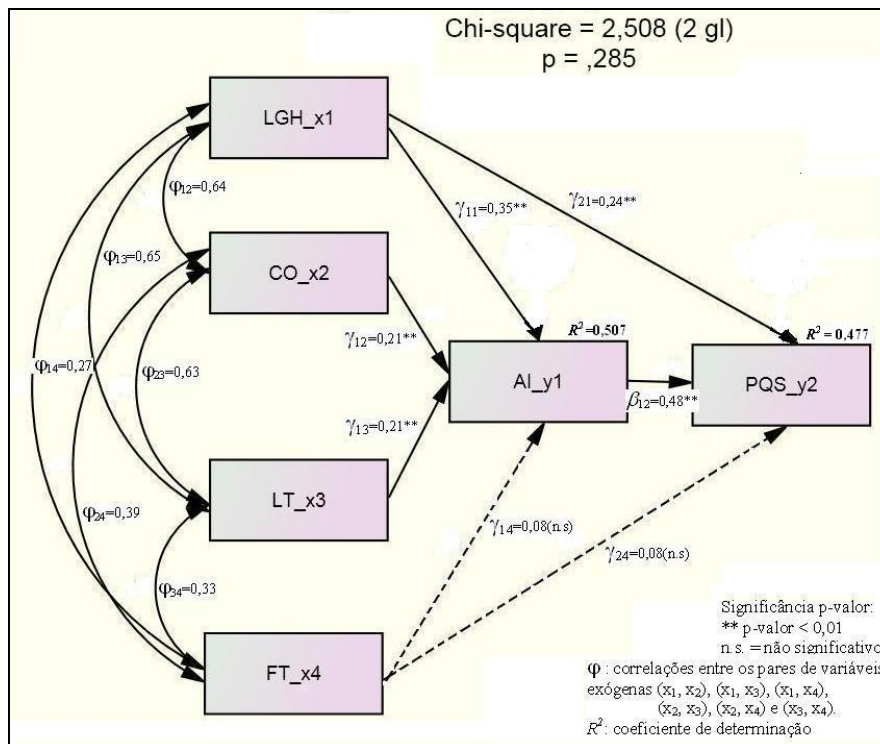 Chi-square = 2,508 (2 gl)
p = ,285
LGH_x1
φ12=0,64
γ11=0,35**
γ21=0,24**
φ13=0,65
CO_x2
γ12=0,21**
R²=0,507
R² = 0,477
φ14=0,27
φ23=0,63
AI_y1
PQS_y2
β12=0,48**
γ13=0,21**
LT_x3
φ24=0,39
γ14=0,08(n.s)
γ24=0,08(n.s)
φ34=0,33
FT_x4
Significância p-valor:
** p-valor < 0,01
n.s. = não significativo
φ : correlações entre os pares de variáveis
exógenas (x1, x2), (x1, x3), (x1, x4),
(x2, x3), (x2, x4) e (x3, x4).
R²: coeficiente de determinação